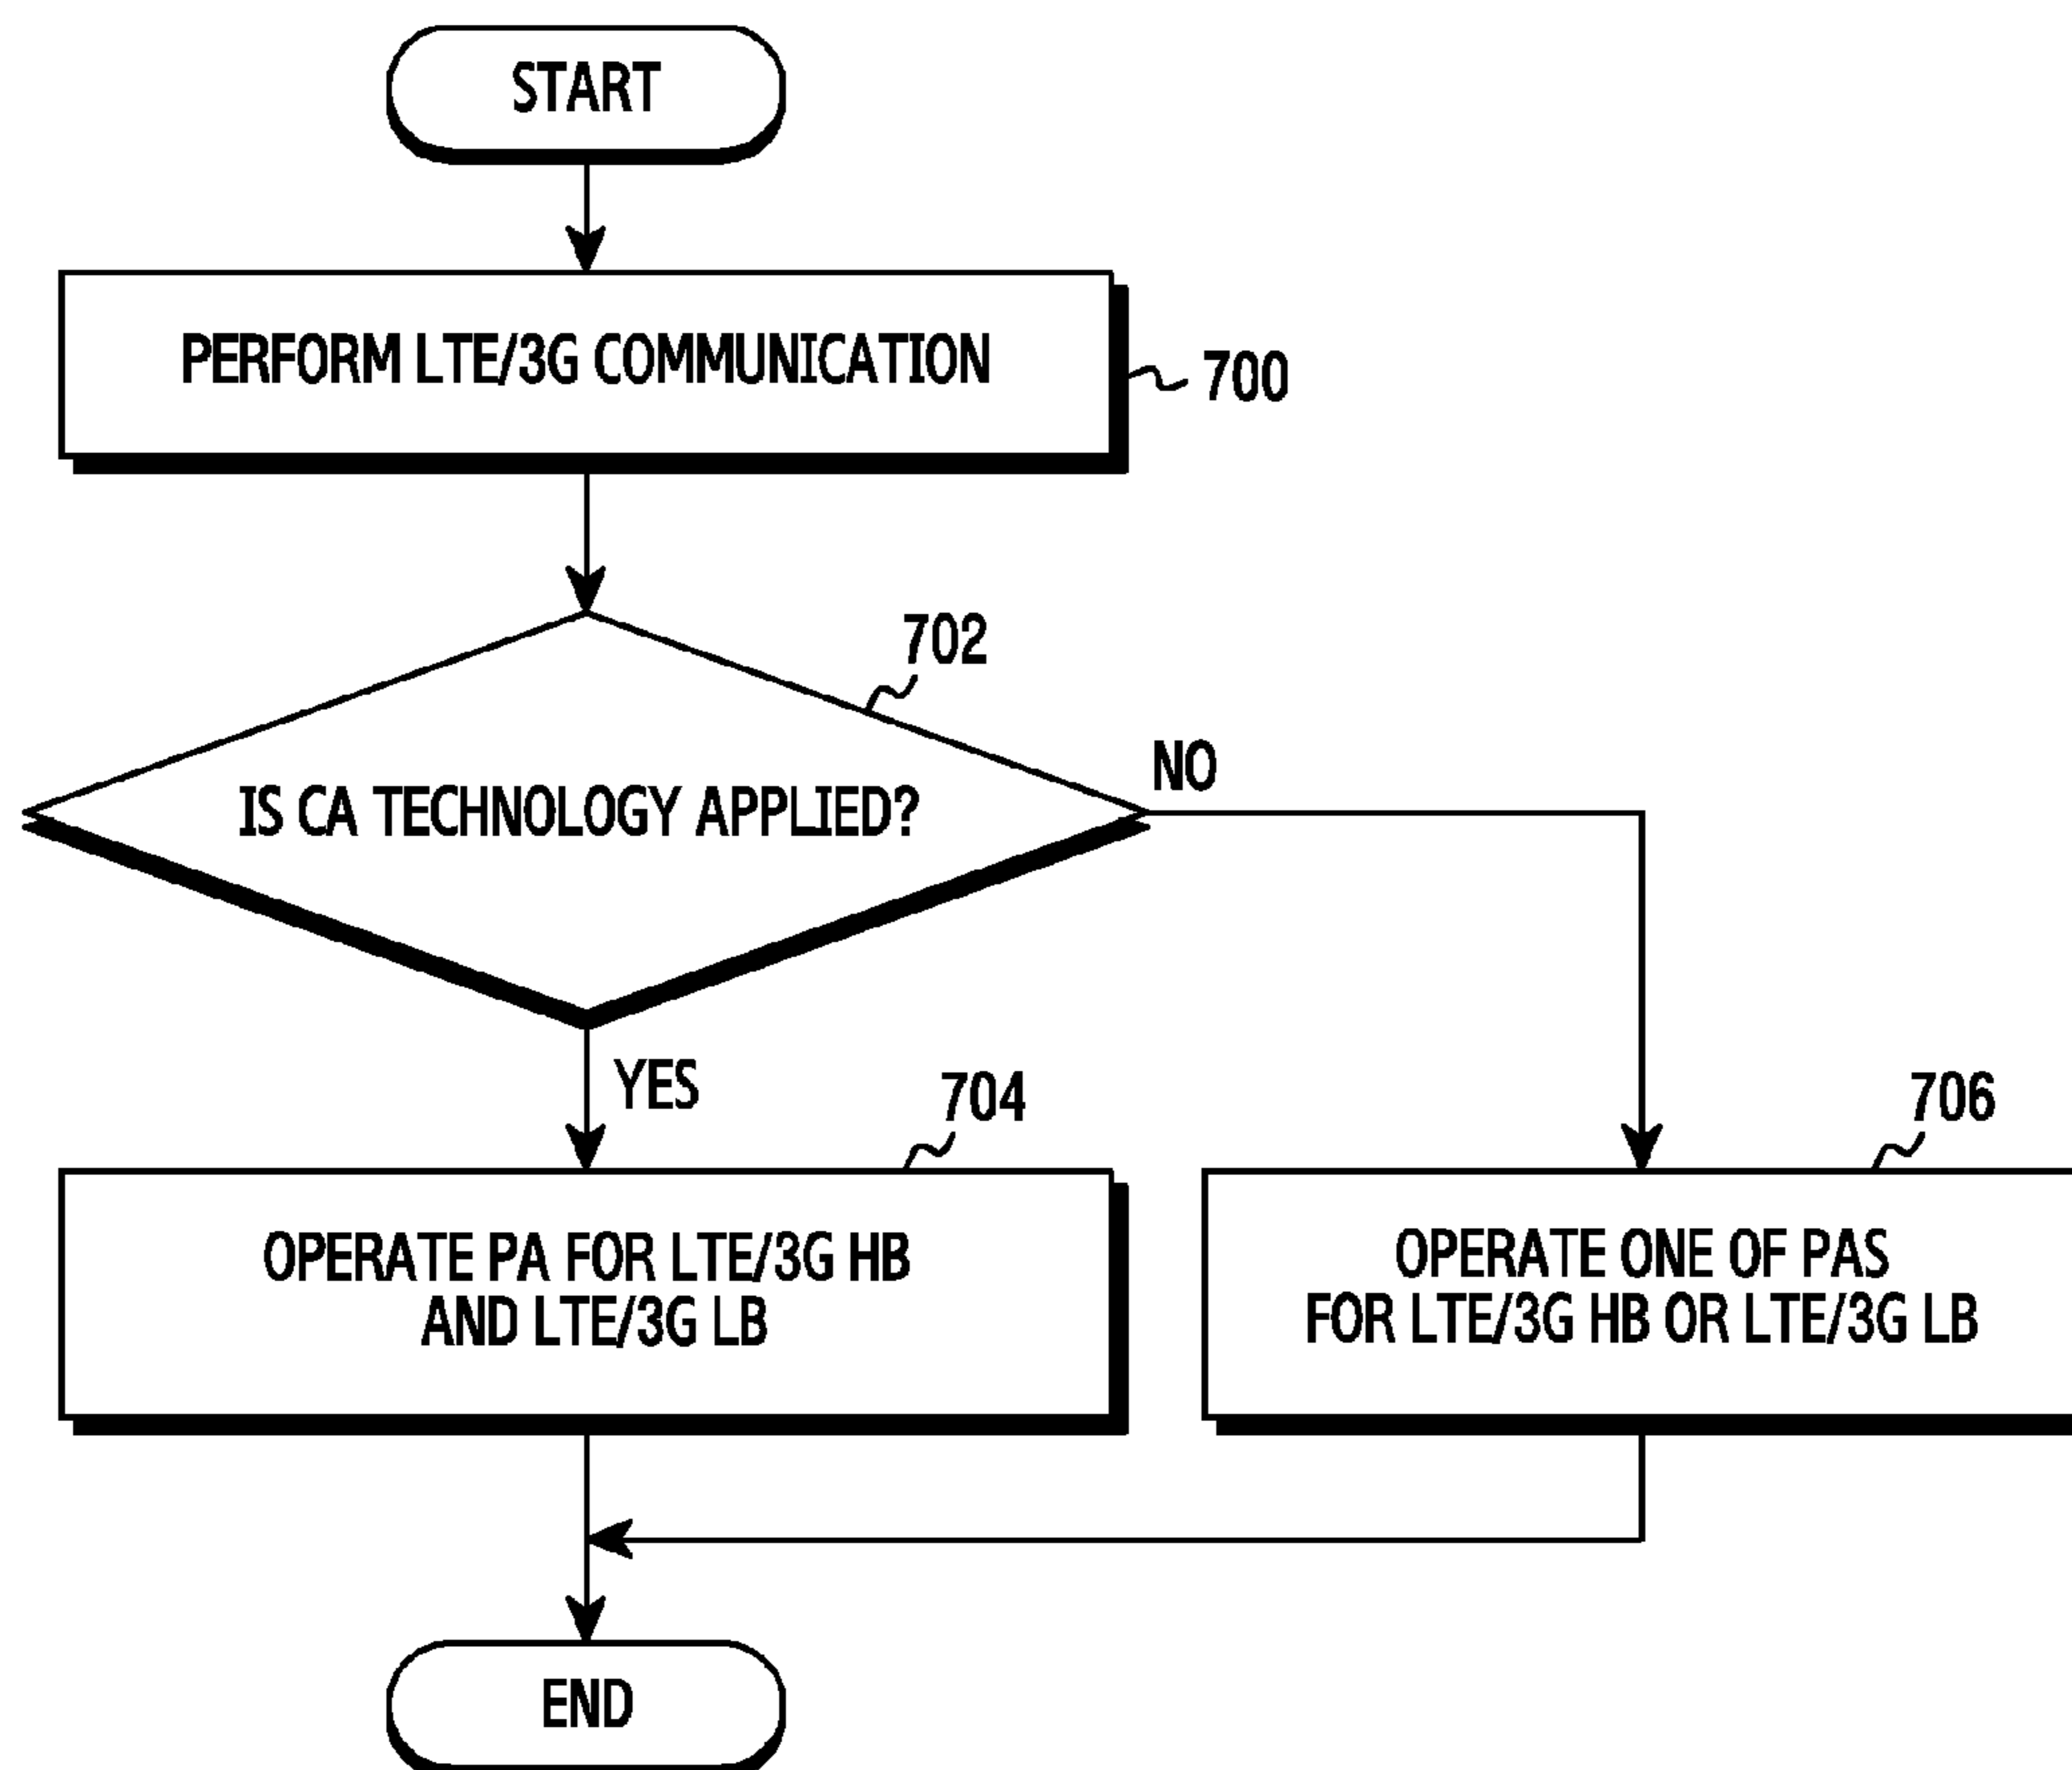 START
PERFORM LTE/3G COMMUNICATION
700
702
IS CA TECHNOLOGY APPLIED?
NO
YES
704
706
OPERATE PA FOR LTE/3G HB
AND LTE/3G LB
OPERATE ONE OF PAS
FOR LTE/3G HB OR LTE/3G LB
END